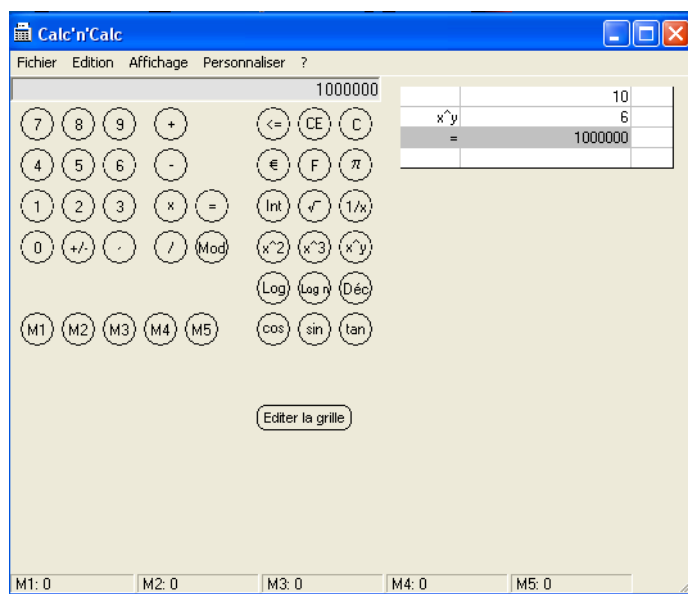 Calc'n'Calc
Fichier Edition Affichage Personnaliser ?
1000000
10
x^y 6
= 1000000
7 8 9 + <= CE C
4 5 6 - € F π
1 2 3 × = Int √ 1/x
0 +/- , / Mod x^2 x^3 x^y
Log Log n Déc
M1 M2 M3 M4 M5 cos sin tan
Editer la grille
M1: 0 M2: 0 M3: 0 M4: 0 M5: 0